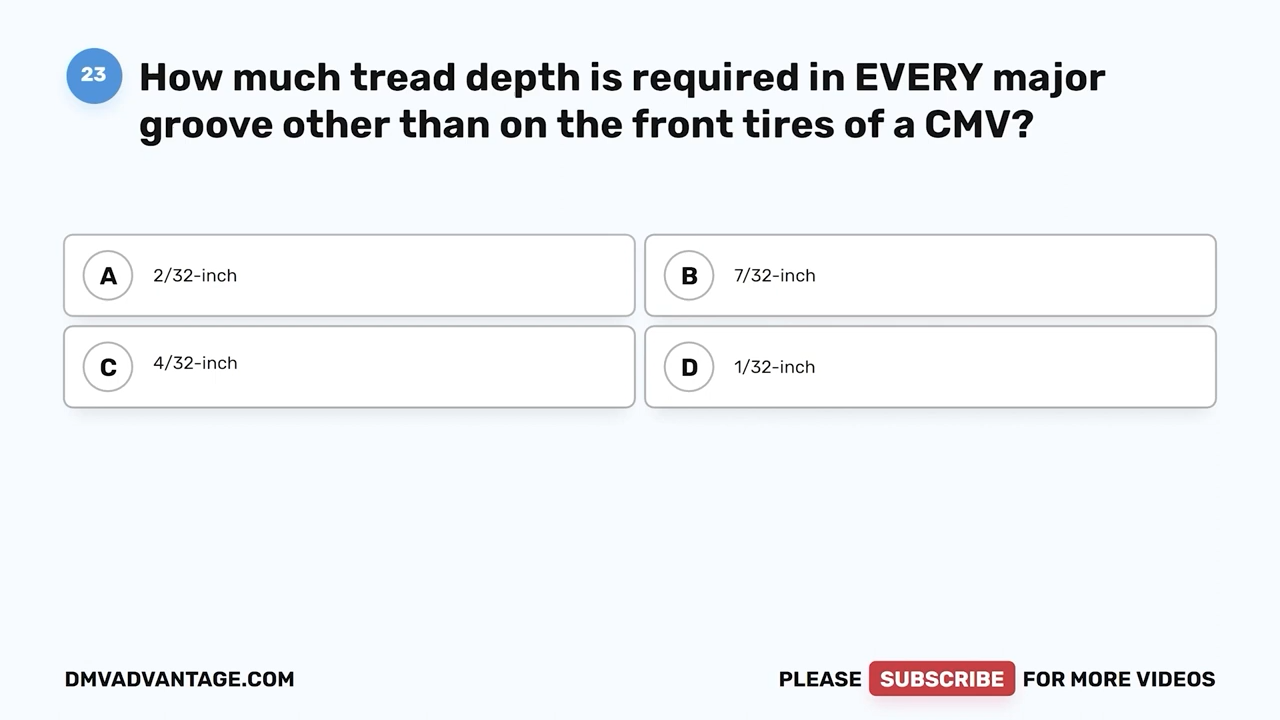 23
How much tread depth is required in EVERY major
groove other than on the front tires of a CMV?
A 2/32-inch
B 7/32-inch
C 4/32-inch
D 1/32-inch
DMVADVANTAGE.COM
PLEASE SUBSCRIBE FOR MORE VIDEOS